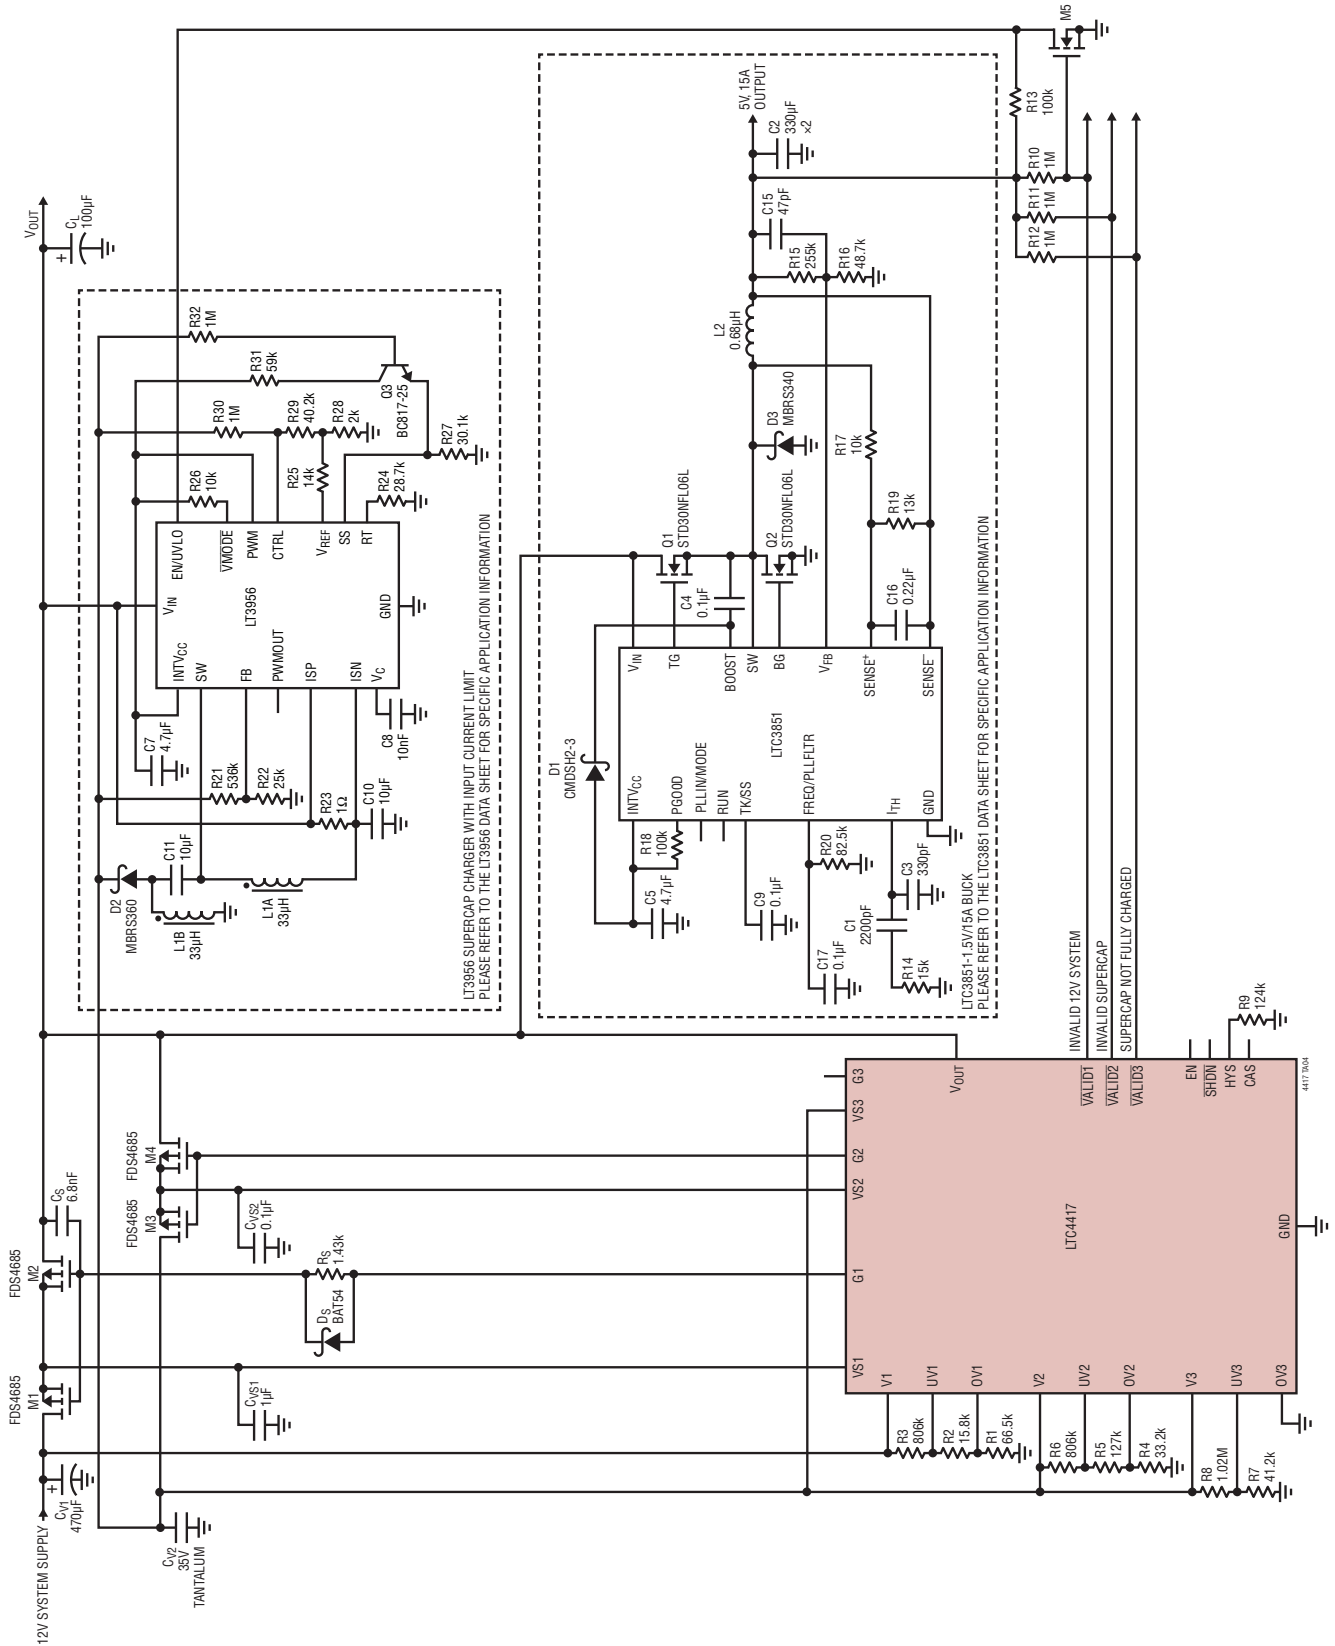 12V SYSTEM SUPPLY
CV1
470µF
CV2
35V
TANTALUM
FDS4685
M1
FDS4685
M2
CS
6.8nF
CVS1
1µF
DS
BAT54
RS
1.43k
CVS2
0.1µF
FDS4685
M3
FDS4685
M4
VOUT
CL
100µF
D2
MBRS360
L1B
33µH
C11
10µF
L1A
33µH
R21
536k
R22
25k
R23
1Ω
C10
10µF
C7
4.7µF
C8
10nF
INTVCC
SW
FB
PWMOUT
ISP
ISN
VC
VIN
LT3956
GND
EN/UVLO
VMODE
PWM
CTRL
VREF
SS
RT
R26
10k
R25
14k
R24
28.7k
R30
1M
R29
40.2k
R28
2k
R27
30.1k
R31
59k
Q3
BC817-25
R32
1M
LT3956 SUPERCAP CHARGER WITH INPUT CURRENT LIMIT
PLEASE REFER TO THE LT3956 DATA SHEET FOR SPECIFIC APPLICATION INFORMATION
D1
CMDSH2-3
C5
4.7µF
R18
100k
C9
0.1µF
C17
0.1µF
R20
82.5k
C1
2200pF
C3
330pF
R14
15k
INTVCC
PGOOD
PLLIN/MODE
RUN
TK/SS
FREQ/PLLFLTR
ITH
GND
LTC3851
VIN
TG
BOOST
SW
BG
VFB
SENSE+
SENSE–
C4
0.1µF
Q1
STD30NFL06L
Q2
STD30NFL06L
D3
MBRS340
C16
0.22µF
R19
13k
R17
10k
L2
0.68µH
R15
255k
R16
48.7k
C15
47pF
C2
330µF
×2
5V, 15A
OUTPUT
LTC3851-1.5V/15A BUCK
PLEASE REFER TO THE LTC3851 DATA SHEET FOR SPECIFIC APPLICATION INFORMATION
R12
1M
R11
1M
R10
1M
R13
100k
M5
INVALID 12V SYSTEM
INVALID SUPERCAP
SUPERCAP NOT FULLY CHARGED
VS1
G1
VS2
G2
VS3
G3
V1
UV1
OV1
V2
UV2
OV2
V3
UV3
OV3
LTC4417
GND
VOUT
VALID1
VALID2
VALID3
EN
SHDN
HYS
CAS
R3
806k
R2
15.8k
R1
66.5k
R6
806k
R5
127k
R4
33.2k
R8
1.02M
R7
41.2k
R9
124k
4417 TA04